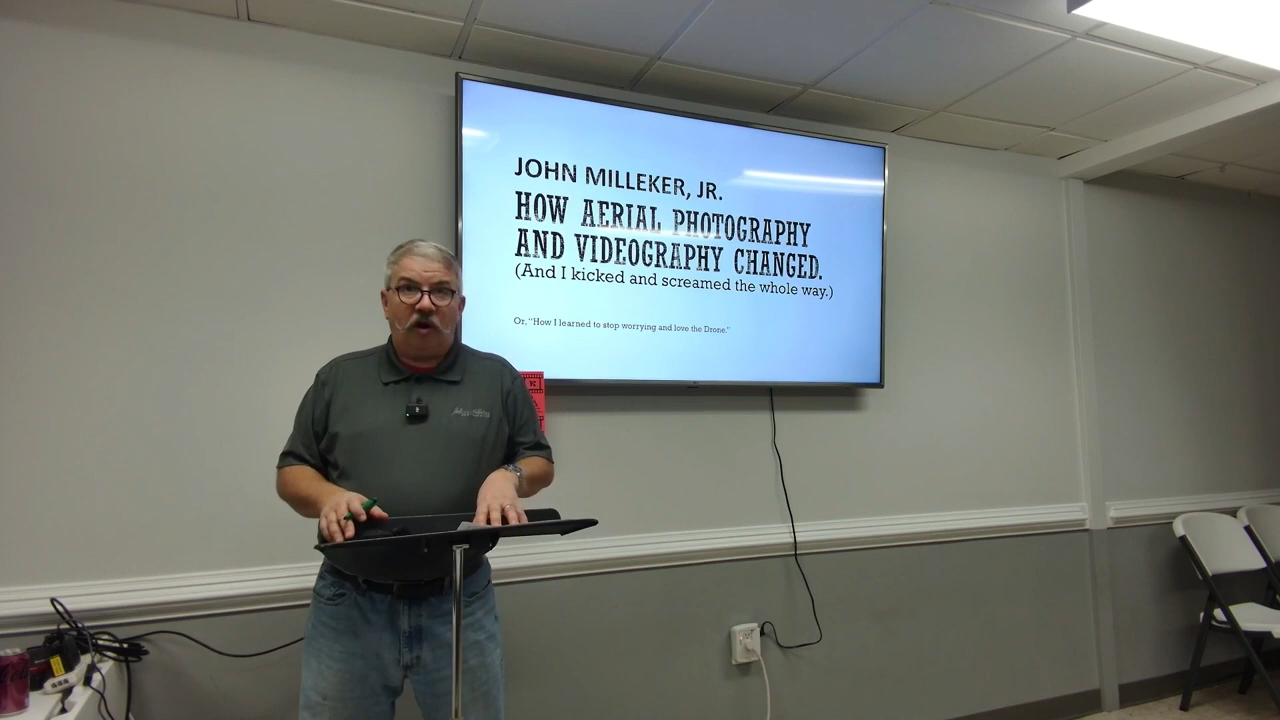 JOHN MILLEKER, JR.
HOW AERIAL PHOTOGRAPHY
AND VIDEOGRAPHY CHANGED.
(And I kicked and screamed the whole way.)
Or, "How I learned to stop worrying and love the Drone."